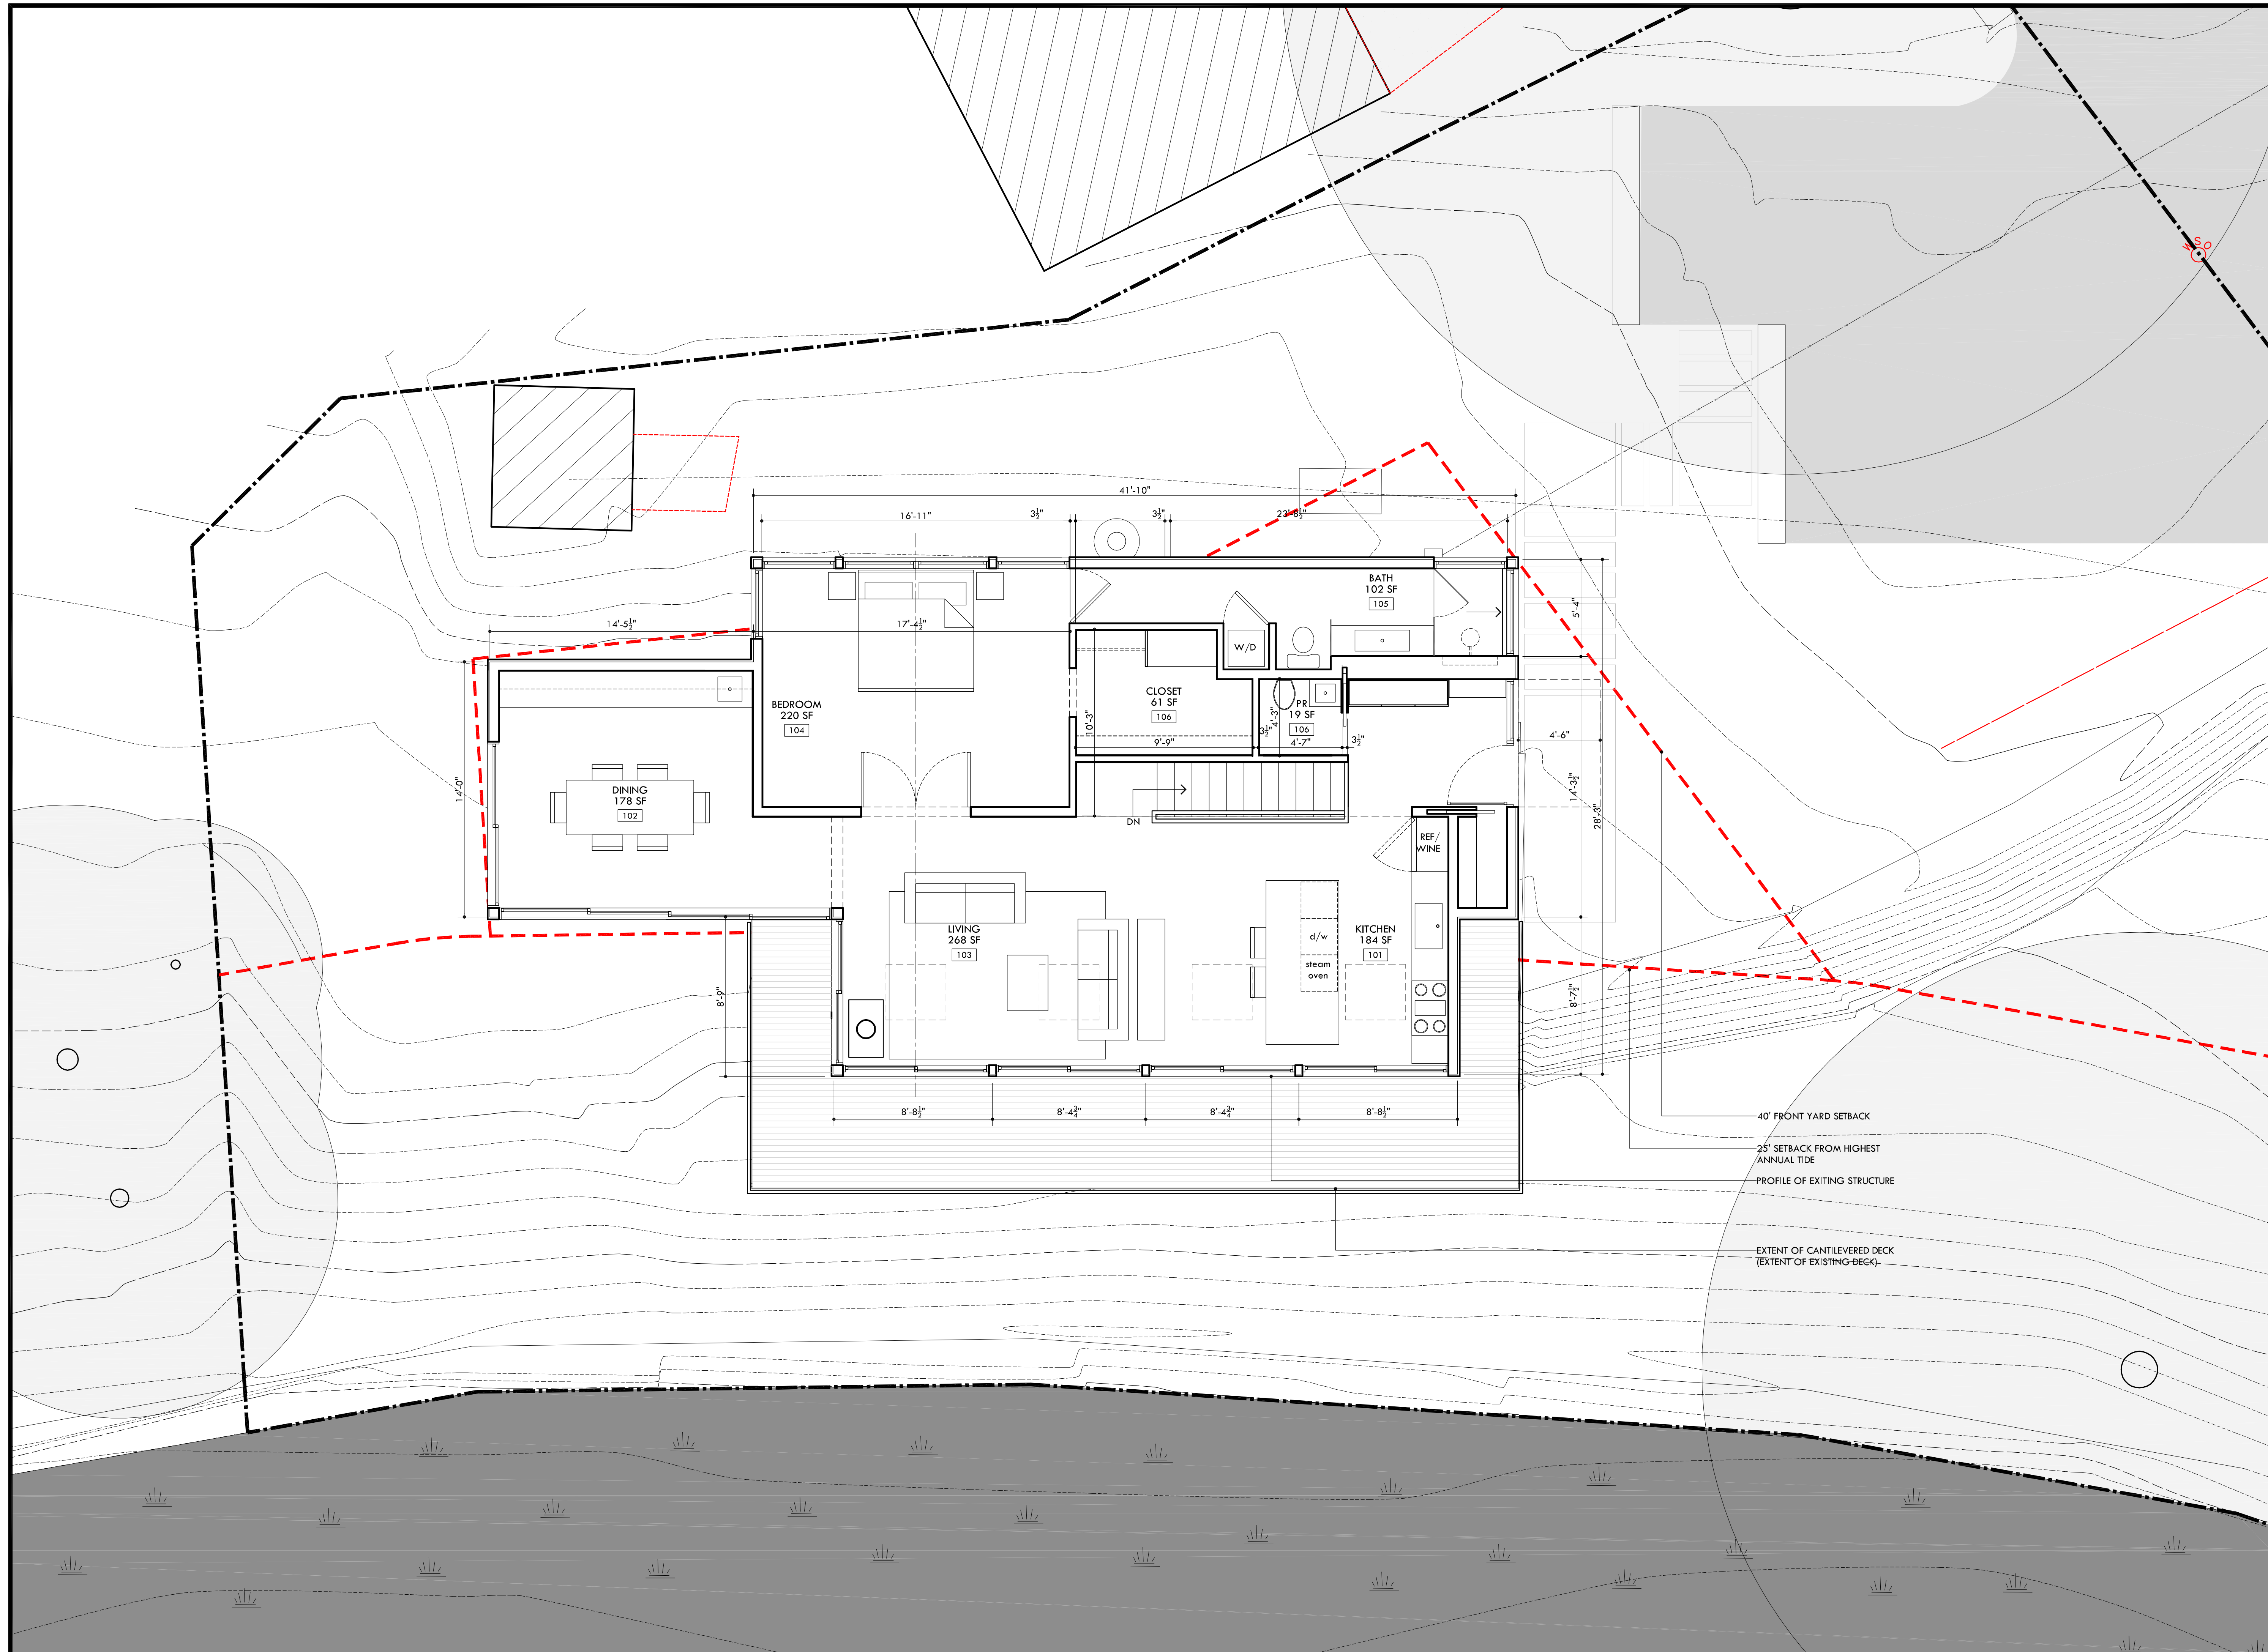 W S O
41'-10"
16'-11"
3½"
3½"
23'-8½"
BATH
102 SF
105
5'-4"
14'-5½"
17'-4½"
W/D
BEDROOM
220 SF
104
CLOSET
61 SF
106
PR
19 SF
106
10'-3"
4'-3"
3½"
9'-9"
4'-7"
3½"
4'-6"
14'-0"
DINING
178 SF
102
14'-3½"
28'-3"
DN
REF/
WINE
LIVING
268 SF
103
d/w
steam
oven
KITCHEN
184 SF
101
8'-9"
8'-7½"
8'-8½"
8'-4¾"
8'-4¾"
8'-8½"
40' FRONT YARD SETBACK
25' SETBACK FROM HIGHEST
ANNUAL TIDE
PROFILE OF EXITING STRUCTURE
EXTENT OF CANTILEVERED DECK
(EXTENT OF EXISTING DECK)